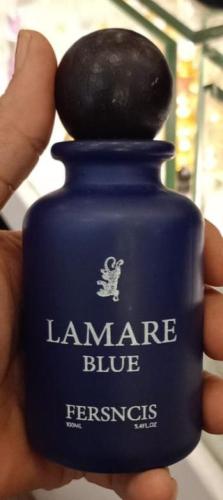 LAMARE
BLUE
FERSNCIS
100ML 3.4FL.OZ